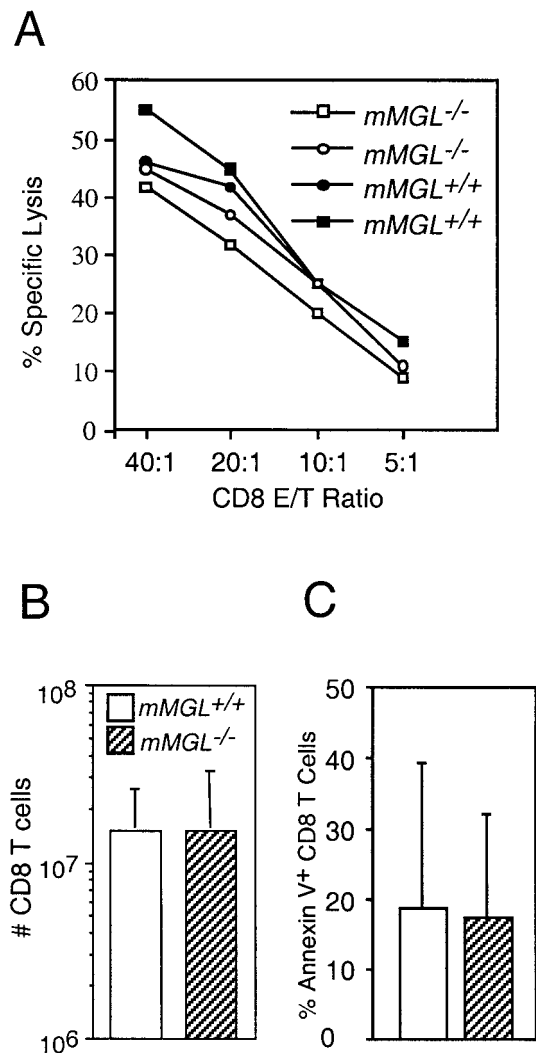 A
60
50
40
30
20
10
0
% Specific Lysis
mMGL-/-
mMGL-/-
mMGL+/+
mMGL+/+
40:1 20:1 10:1 5:1
CD8 E/T Ratio
B
10^8
10^7
10^6
# CD8 T cells
mMGL+/+
mMGL-/-
C
50
40
30
20
10
0
% Annexin V+ CD8 T Cells